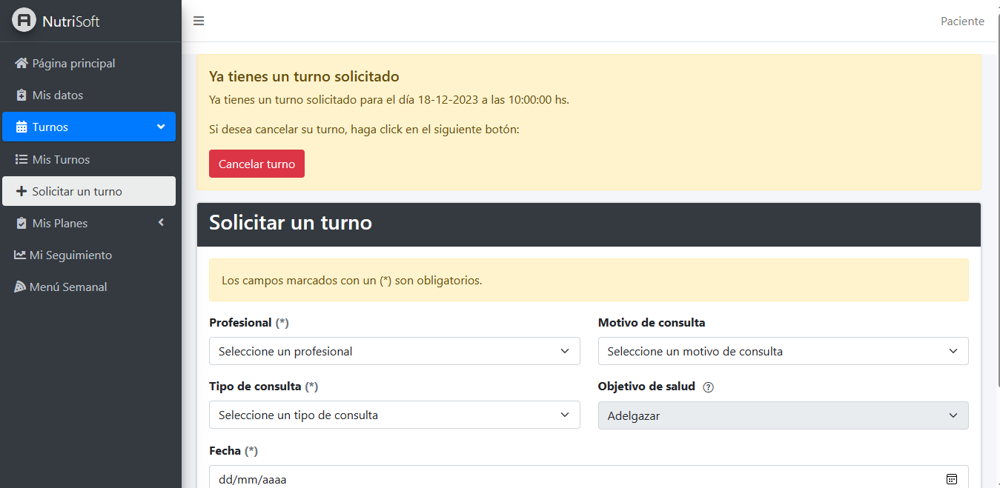 NutriSoft
Paciente
Página principal
Mis datos
Turnos
Mis Turnos
Solicitar un turno
Mis Planes
Mi Seguimiento
Menú Semanal
Ya tienes un turno solicitado
Ya tienes un turno solicitado para el día 18-12-2023 a las 10:00:00 hs.
Si desea cancelar su turno, haga click en el siguiente botón:
Cancelar turno
Solicitar un turno
Los campos marcados con un (*) son obligatorios.
Profesional (*)
Seleccione un profesional
Motivo de consulta
Seleccione un motivo de consulta
Tipo de consulta (*)
Seleccione un tipo de consulta
Objetivo de salud ?
Adelgazar
Fecha (*)
dd/mm/aaaa